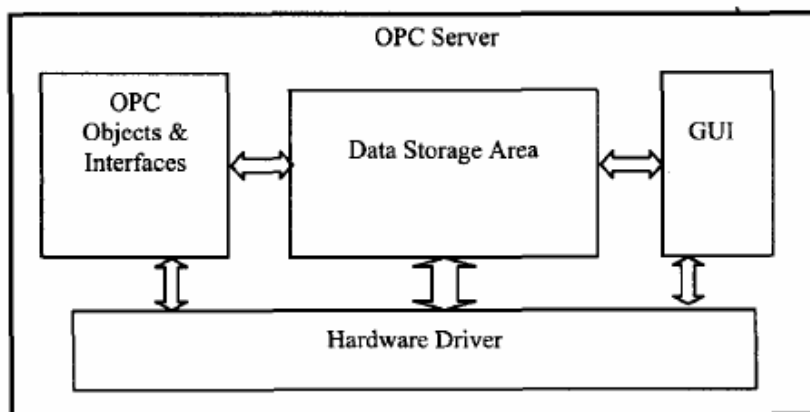 OPC Server
OPC
Objects &
Interfaces
Data Storage Area
GUI
Hardware Driver